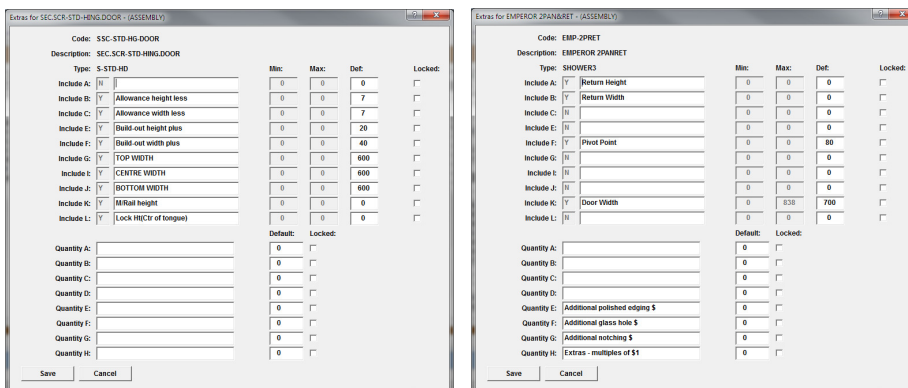 Extras for SEC.SCR-STD-HING.DOOR - (ASSEMBLY)
Code: SSC-STD-HG-DOOR
Description: SEC.SCR-STD-HING.DOOR
Type: S-STD-HD Min: Max: Def: Locked:
Include A: N 0 0 0
Include B: Y Allowance height less 0 0 7
Include C: Y Allowance width less 0 0 7
Include E: Y Build-out height plus 0 0 20
Include F: Y Build-out width plus 0 0 40
Include G: Y TOP WIDTH 0 0 600
Include I: Y CENTRE WIDTH 0 0 600
Include J: Y BOTTOM WIDTH 0 0 600
Include K: Y M/Rail height 0 0 0
Include L: Y Lock Ht(Ctr of tongue) 0 0 0
Default: Locked:
Quantity A: 0
Quantity B: 0
Quantity C: 0
Quantity D: 0
Quantity E: 0
Quantity F: 0
Quantity G: 0
Quantity H: 0
Save Cancel
Extras for EMPEROR 2PAN&RET - (ASSEMBLY)
Code: EMP-2PRET
Description: EMPEROR 2PANRET
Type: SHOWER3 Min: Max: Def: Locked:
Include A: Y Return Height 0 0 0
Include B: Y Return Width 0 0 0
Include C: N 0 0 0
Include E: N 0 0 0
Include F: Y Pivot Point 0 0 80
Include G: N 0 0 0
Include I: N 0 0 0
Include J: N 0 0 0
Include K: Y Door Width 0 838 700
Include L: N 0 0 0
Default: Locked:
Quantity A: 0
Quantity B: 0
Quantity C: 0
Quantity D: 0
Quantity E: Additional polished edging $ 0
Quantity F: Additional glass hole $ 0
Quantity G: Additional notching $ 0
Quantity H: Extras - multiples of $1 0
Save Cancel